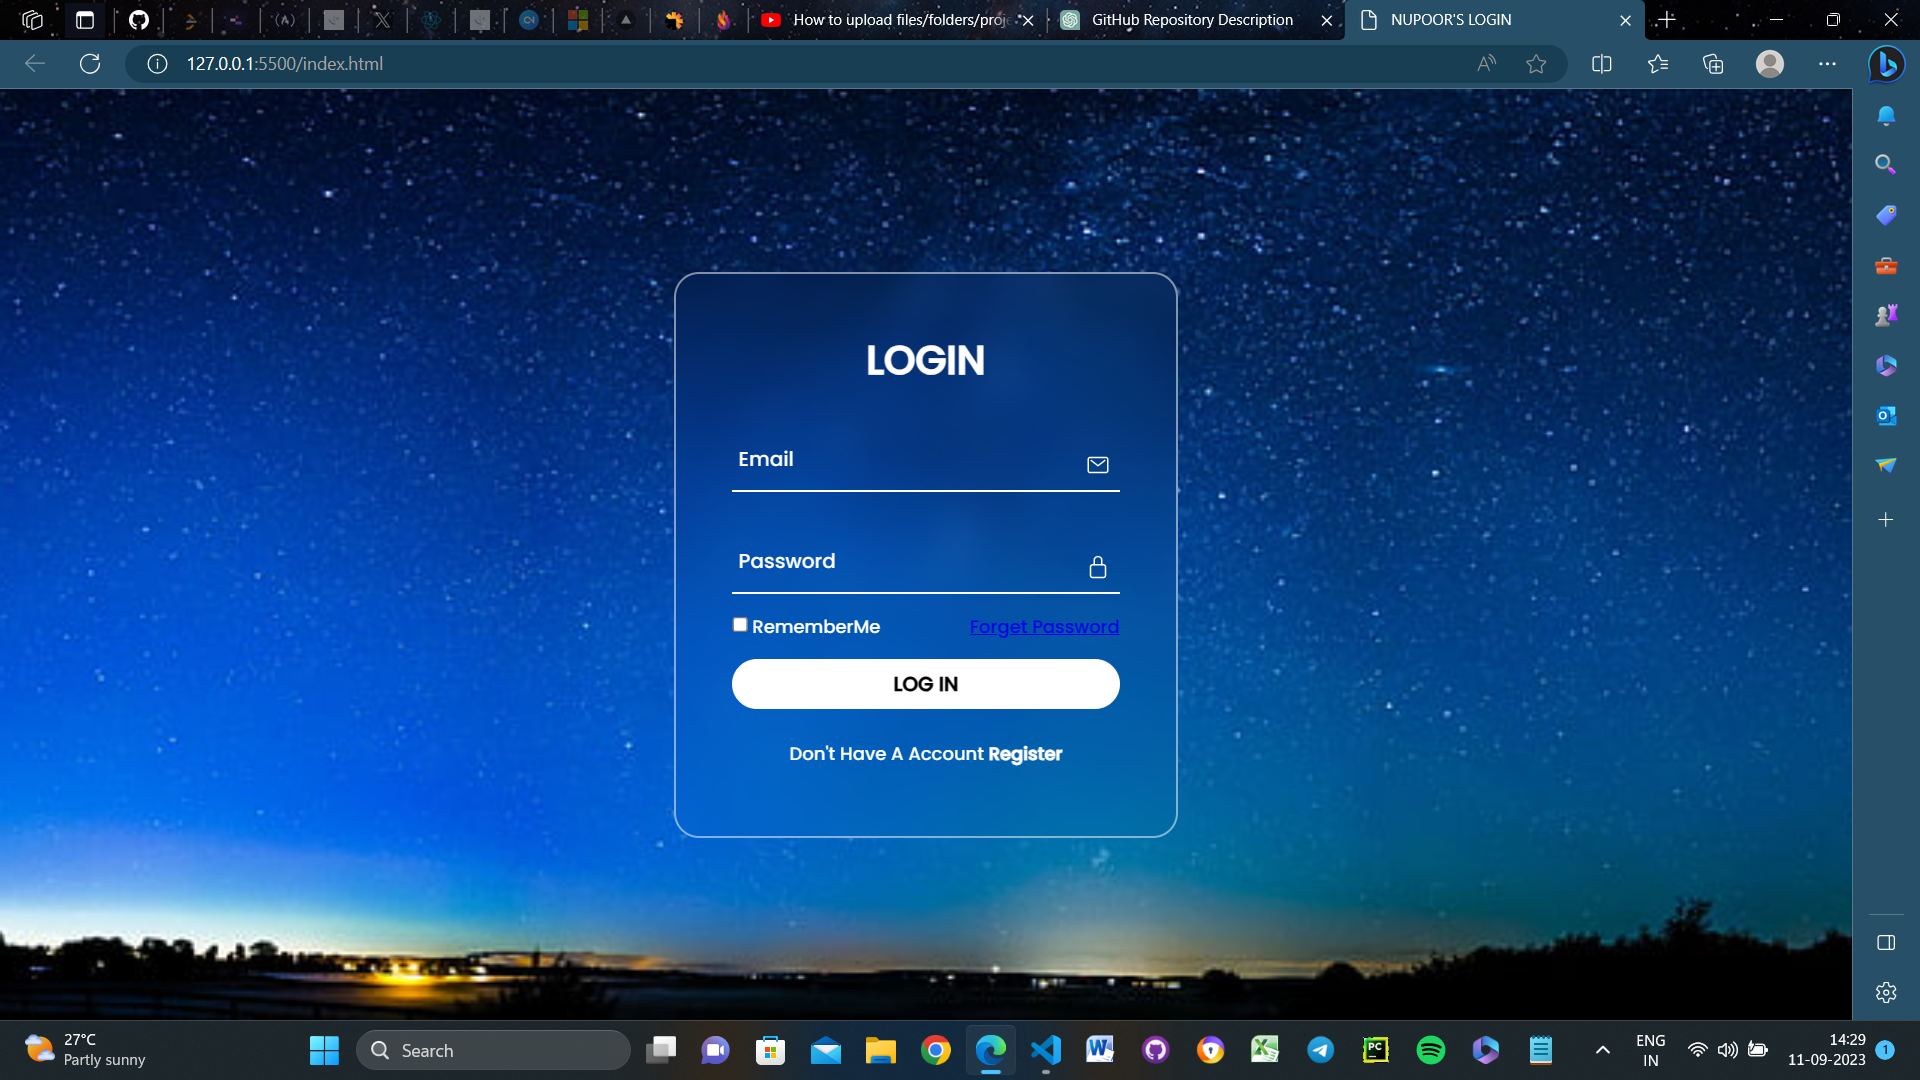 How to upload files/folders/proj
GitHub Repository Description
NUPOOR'S LOGIN
127.0.0.1:5500/index.html
LOGIN
Email
Password
RememberMe
Forget Password
LOG IN
Don't Have A Account Register
27°C
Partly sunny
Search
ENG
IN
14:29
11-09-2023
1